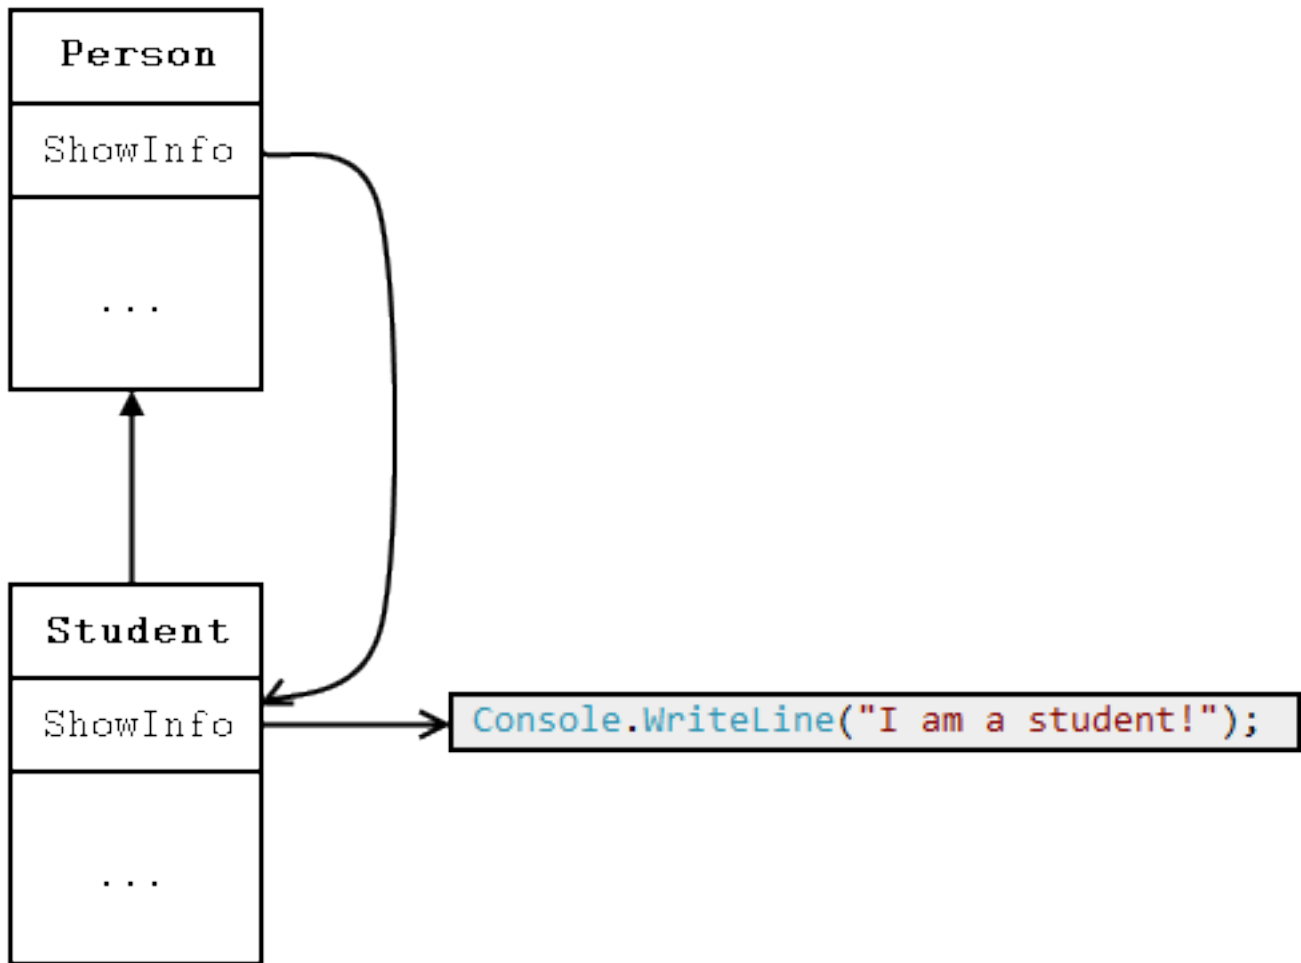 Person
ShowInfo
...
Student
ShowInfo
Console.WriteLine("I am a student!");
...